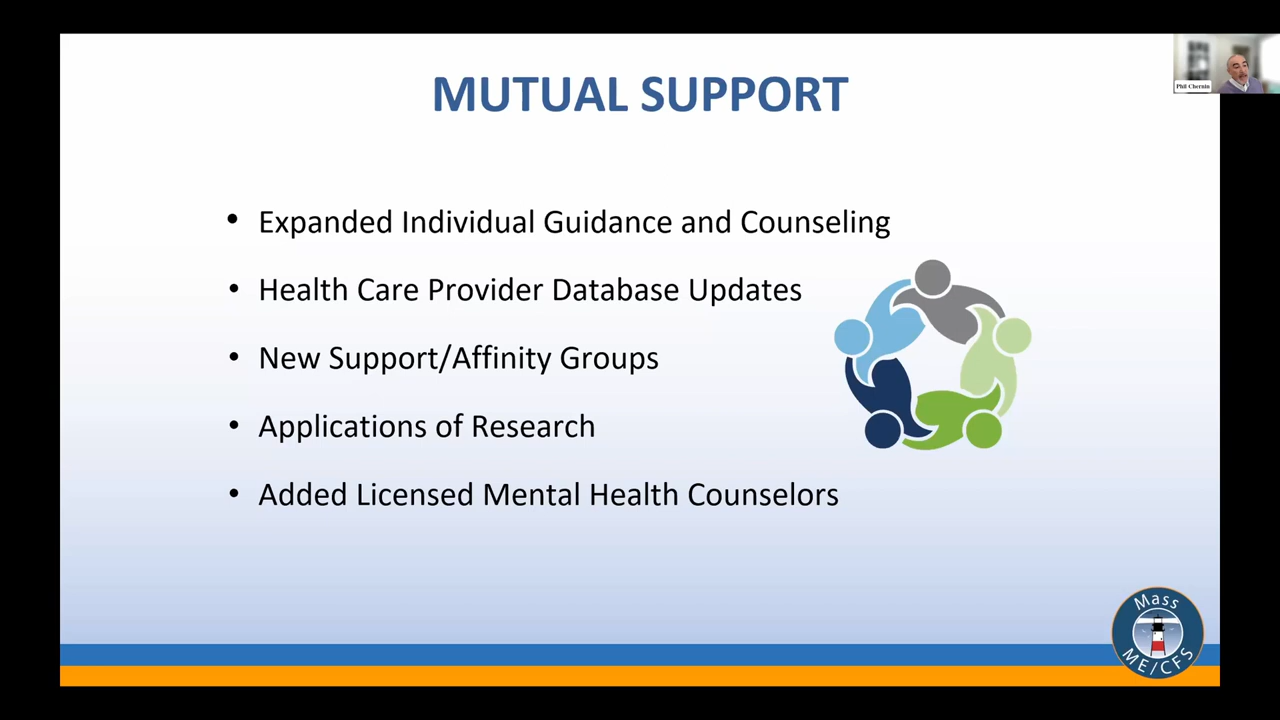 MUTUAL SUPPORT
Phil Chernin
• Expanded Individual Guidance and Counseling
• Health Care Provider Database Updates
• New Support/Affinity Groups
• Applications of Research
• Added Licensed Mental Health Counselors
Mass
ME/CFS